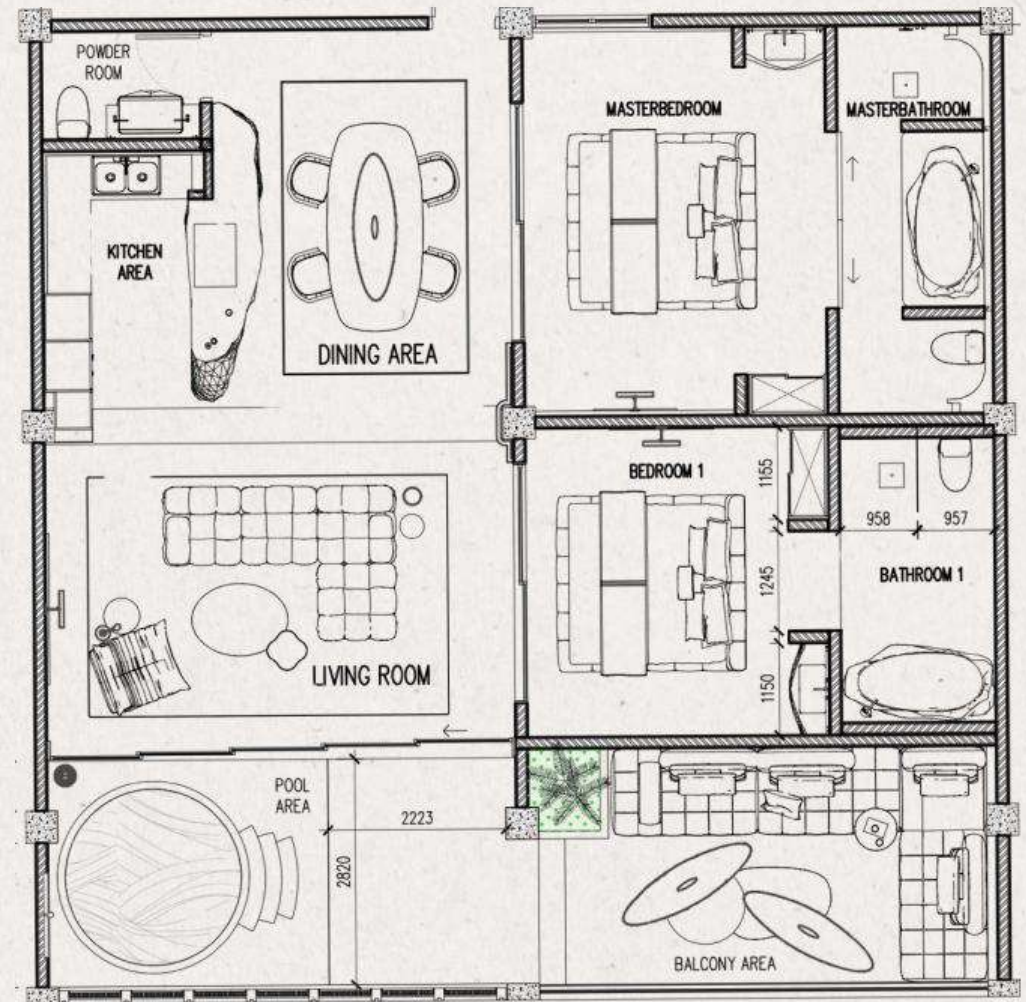 POWDER
ROOM
MASTERBEDROOM
MASTERBATHROOM
KITCHEN
AREA
DINING AREA
BEDROOM 1
1155
958
957
BATHROOM 1
1245
LIVING ROOM
1150
POOL
AREA
2223
2820
BALCONY AREA